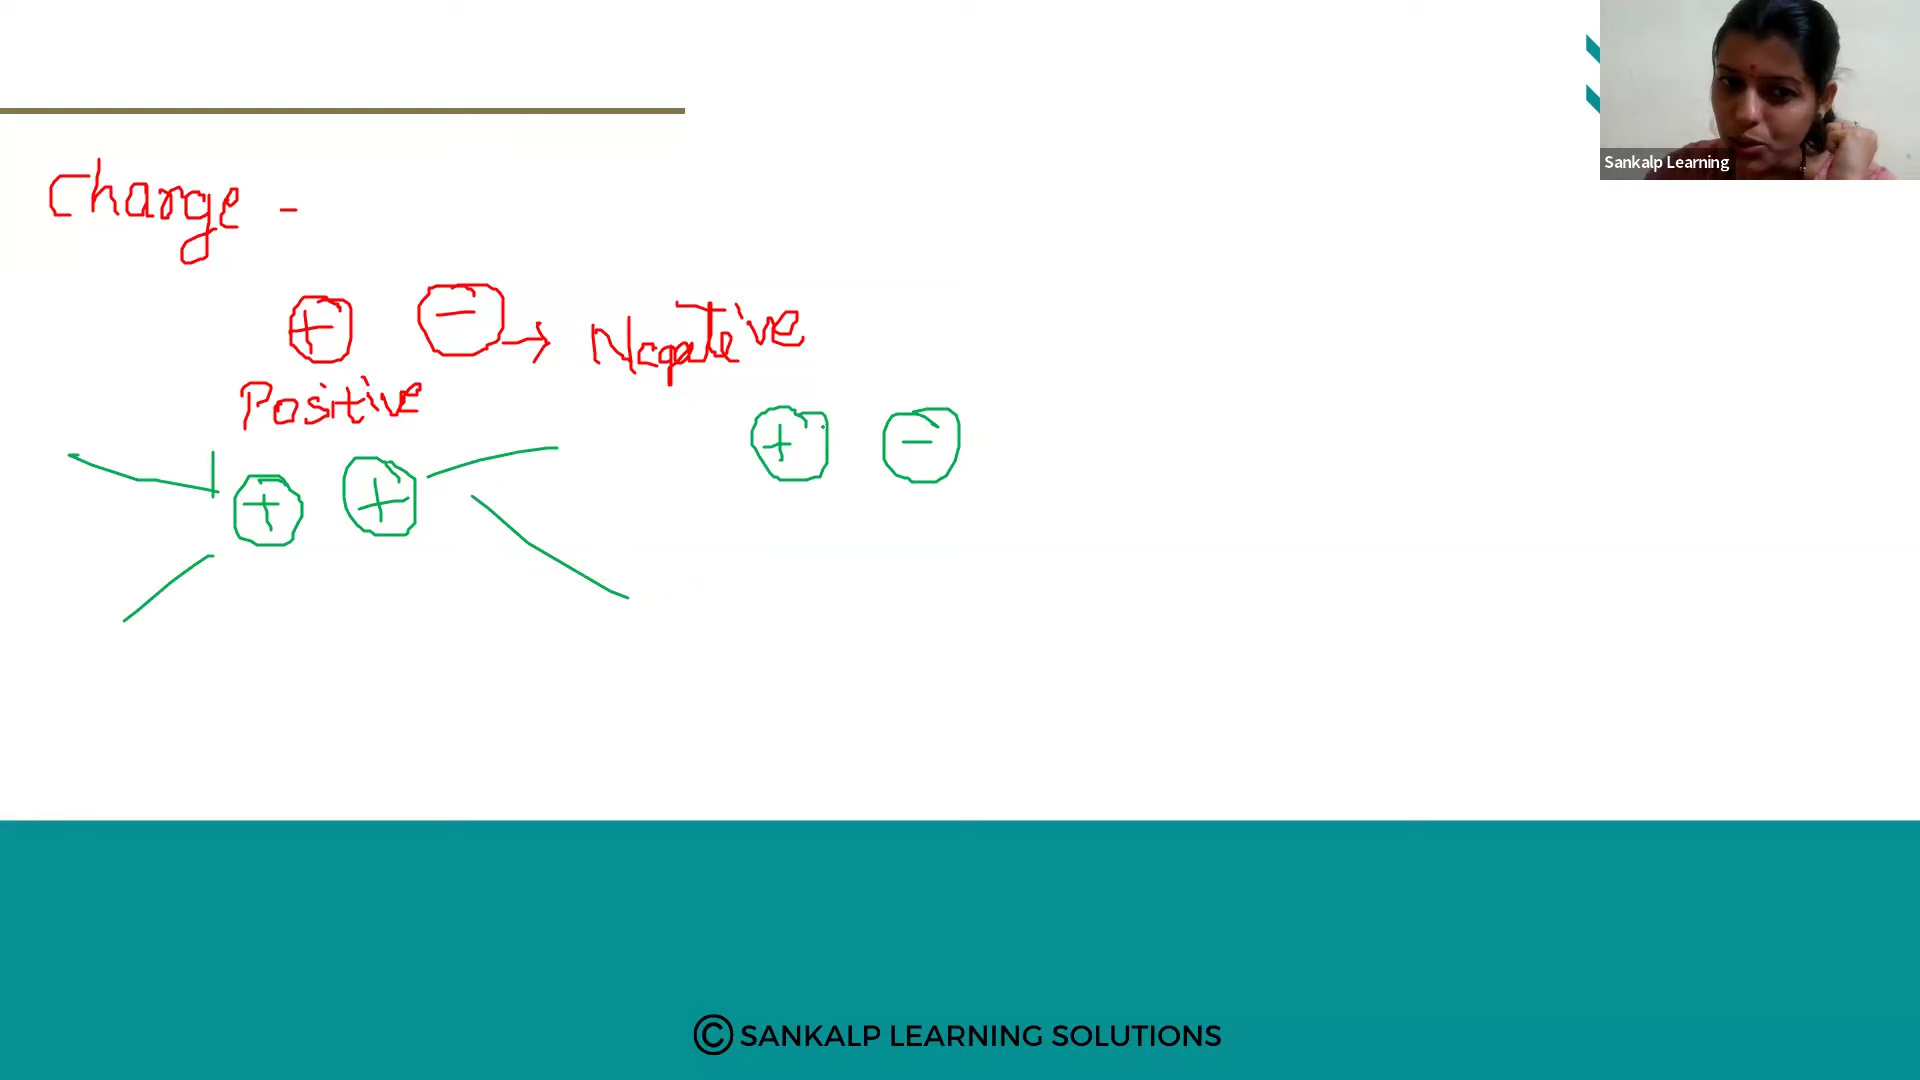 Sankalp Learning
Charge -
+ - → Negative
Positive
+ + + -
© SANKALP LEARNING SOLUTIONS